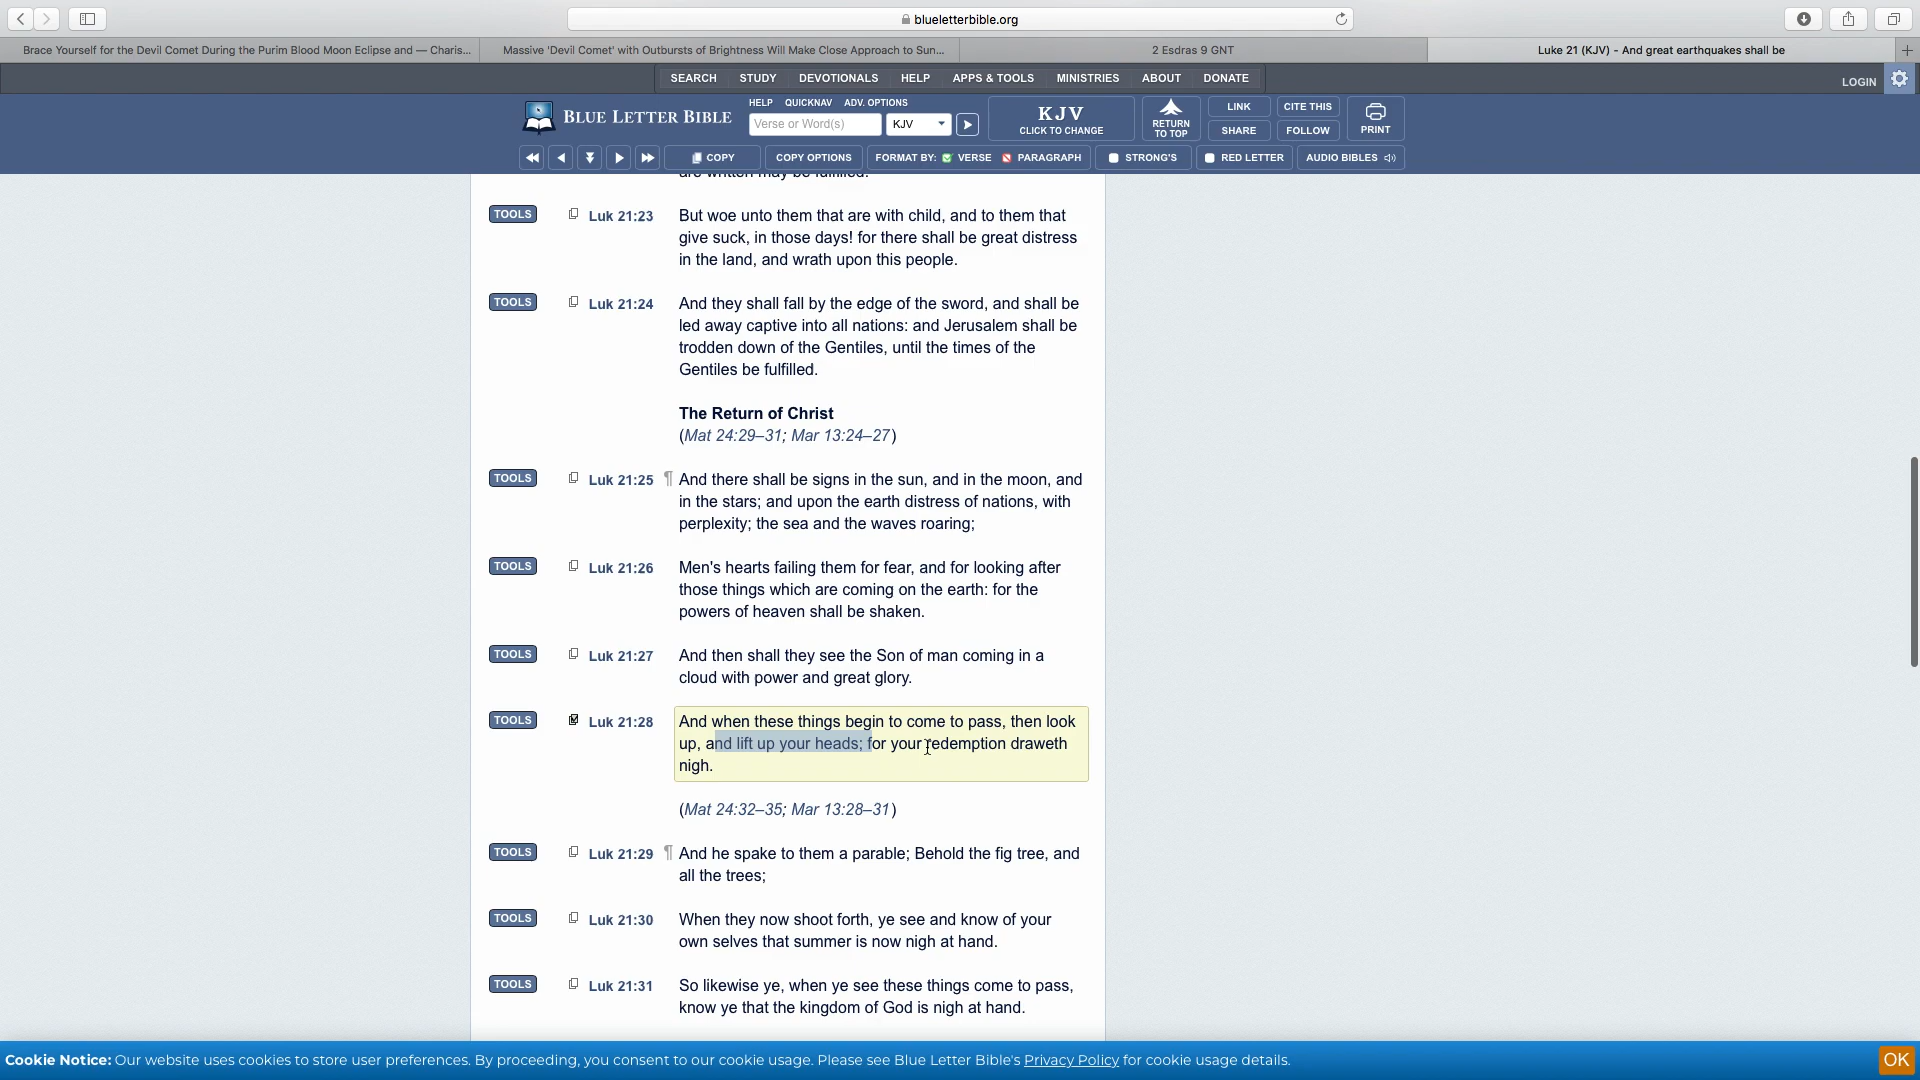 bluelettterbible.org
Brace Yourself for the Devil Comet During the Purim Blood Moon Eclipse and — Charis...
Massive 'Devil Comet' with Outbursts of Brightness Will Make Close Approach to Sun...
2 Esdras 9 GNT
Luke 21 (KJV) - And great earthquakes shall be
SEARCH STUDY DEVOTIONALS HELP APPS & TOOLS MINISTRIES ABOUT DONATE
LOGIN
BLUE LETTER BIBLE
HELP QUICKNAV ADV. OPTIONS
Verse or Word(s)
KJV
KJV
CLICK TO CHANGE
RETURN
TO TOP
LINK
CITE THIS
SHARE
FOLLOW
PRINT
COPY
COPY OPTIONS
FORMAT BY: VERSE PARAGRAPH
STRONG'S
RED LETTER
AUDIO BIBLES
are written may be fulfilled.
TOOLS Luk 21:23 But woe unto them that are with child, and to them that
give suck, in those days! for there shall be great distress
in the land, and wrath upon this people.
TOOLS Luk 21:24 And they shall fall by the edge of the sword, and shall be
led away captive into all nations: and Jerusalem shall be
trodden down of the Gentiles, until the times of the
Gentiles be fulfilled.
The Return of Christ
(Mat 24:29–31; Mar 13:24–27)
TOOLS Luk 21:25 ¶ And there shall be signs in the sun, and in the moon, and
in the stars; and upon the earth distress of nations, with
perplexity; the sea and the waves roaring;
TOOLS Luk 21:26 Men's hearts failing them for fear, and for looking after
those things which are coming on the earth: for the
powers of heaven shall be shaken.
TOOLS Luk 21:27 And then shall they see the Son of man coming in a
cloud with power and great glory.
TOOLS Luk 21:28 And when these things begin to come to pass, then look
up, and lift up your heads; for your redemption draweth
nigh.
(Mat 24:32–35; Mar 13:28–31)
TOOLS Luk 21:29 ¶ And he spake to them a parable; Behold the fig tree, and
all the trees;
TOOLS Luk 21:30 When they now shoot forth, ye see and know of your
own selves that summer is now nigh at hand.
TOOLS Luk 21:31 So likewise ye, when ye see these things come to pass,
know ye that the kingdom of God is nigh at hand.
Cookie Notice: Our website uses cookies to store user preferences. By proceeding, you consent to our cookie usage. Please see Blue Letter Bible's Privacy Policy for cookie usage details.
OK